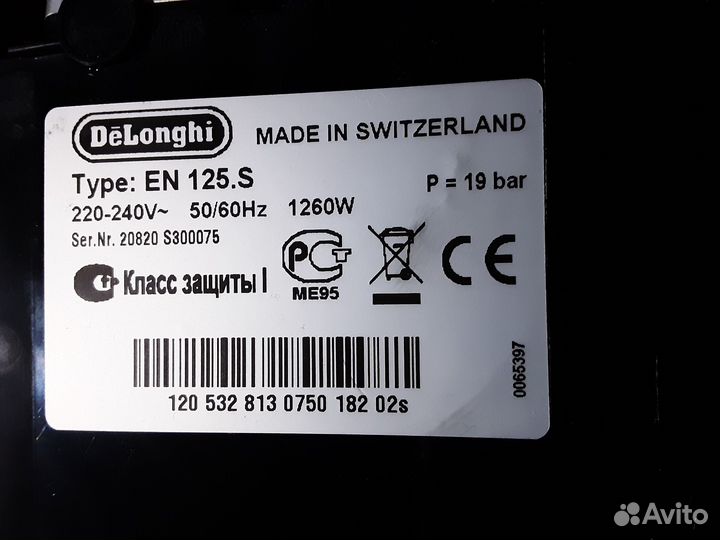 DēLonghi
MADE IN SWITZERLAND
Type: EN 125.S
P = 19 bar
220-240V~ 50/60Hz 1260W
Ser.Nr. 20820 S300075
Класс защиты I
РСТ
ME95
CE
0065397
120 532 813 0750 182 02s
Avito